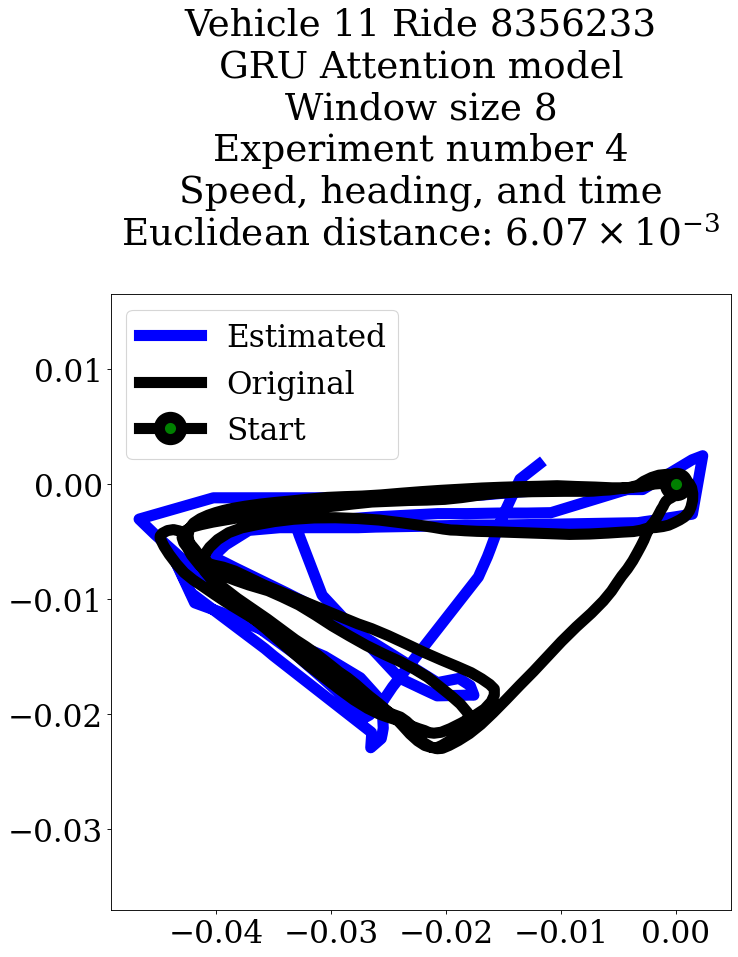 Vehicle 11 Ride 8356233
GRU Attention model
Window size 8
Experiment number 4
Speed, heading, and time
Euclidean distance: 6.07 × 10⁻³
Estimated
Original
Start
0.01
0.00
−0.01
−0.02
−0.03
−0.04 −0.03 −0.02 −0.01 0.00